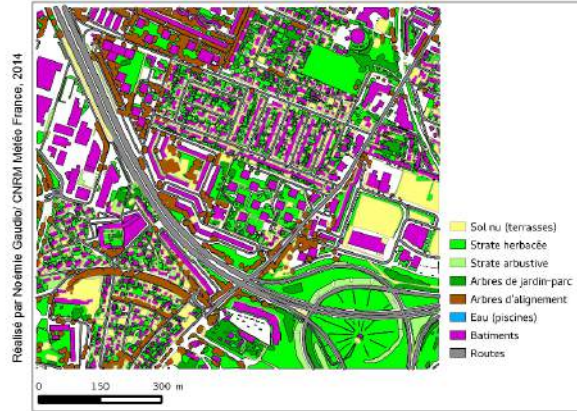 Réalisé par Noémie Gaudio/ CNRM Météo France, 2014
Sol nu (terrasses)
Strate herbacée
Strate arbustive
Arbres de jardin-parc
Arbres d'alignement
Eau (piscines)
Batiments
Routes
0 150 300 m